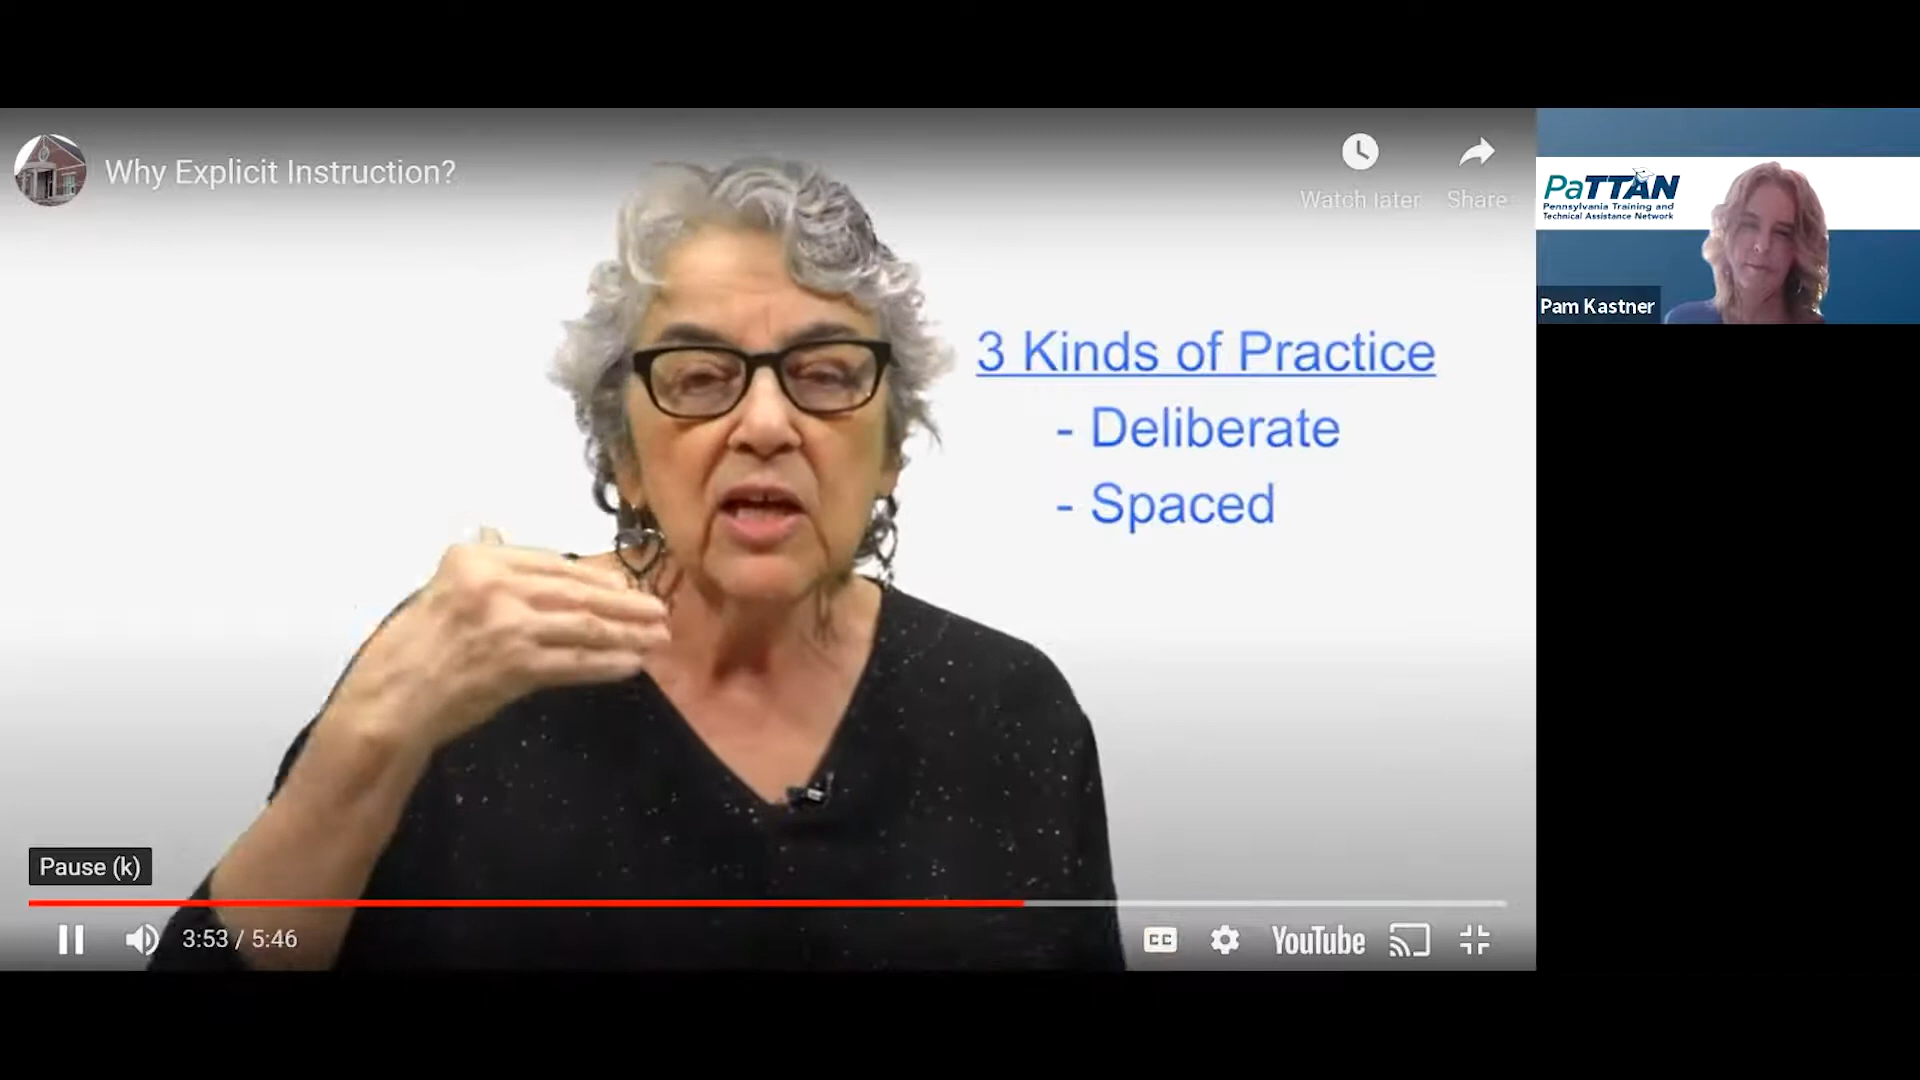 Why Explicit Instruction?
Watch later
Share
PaTTAN
Pennsylvania Training and
Technical Assistance Network
Pam Kastner
3 Kinds of Practice
- Deliberate
- Spaced
Pause (k)
3:53 / 5:46
CC
YouTube